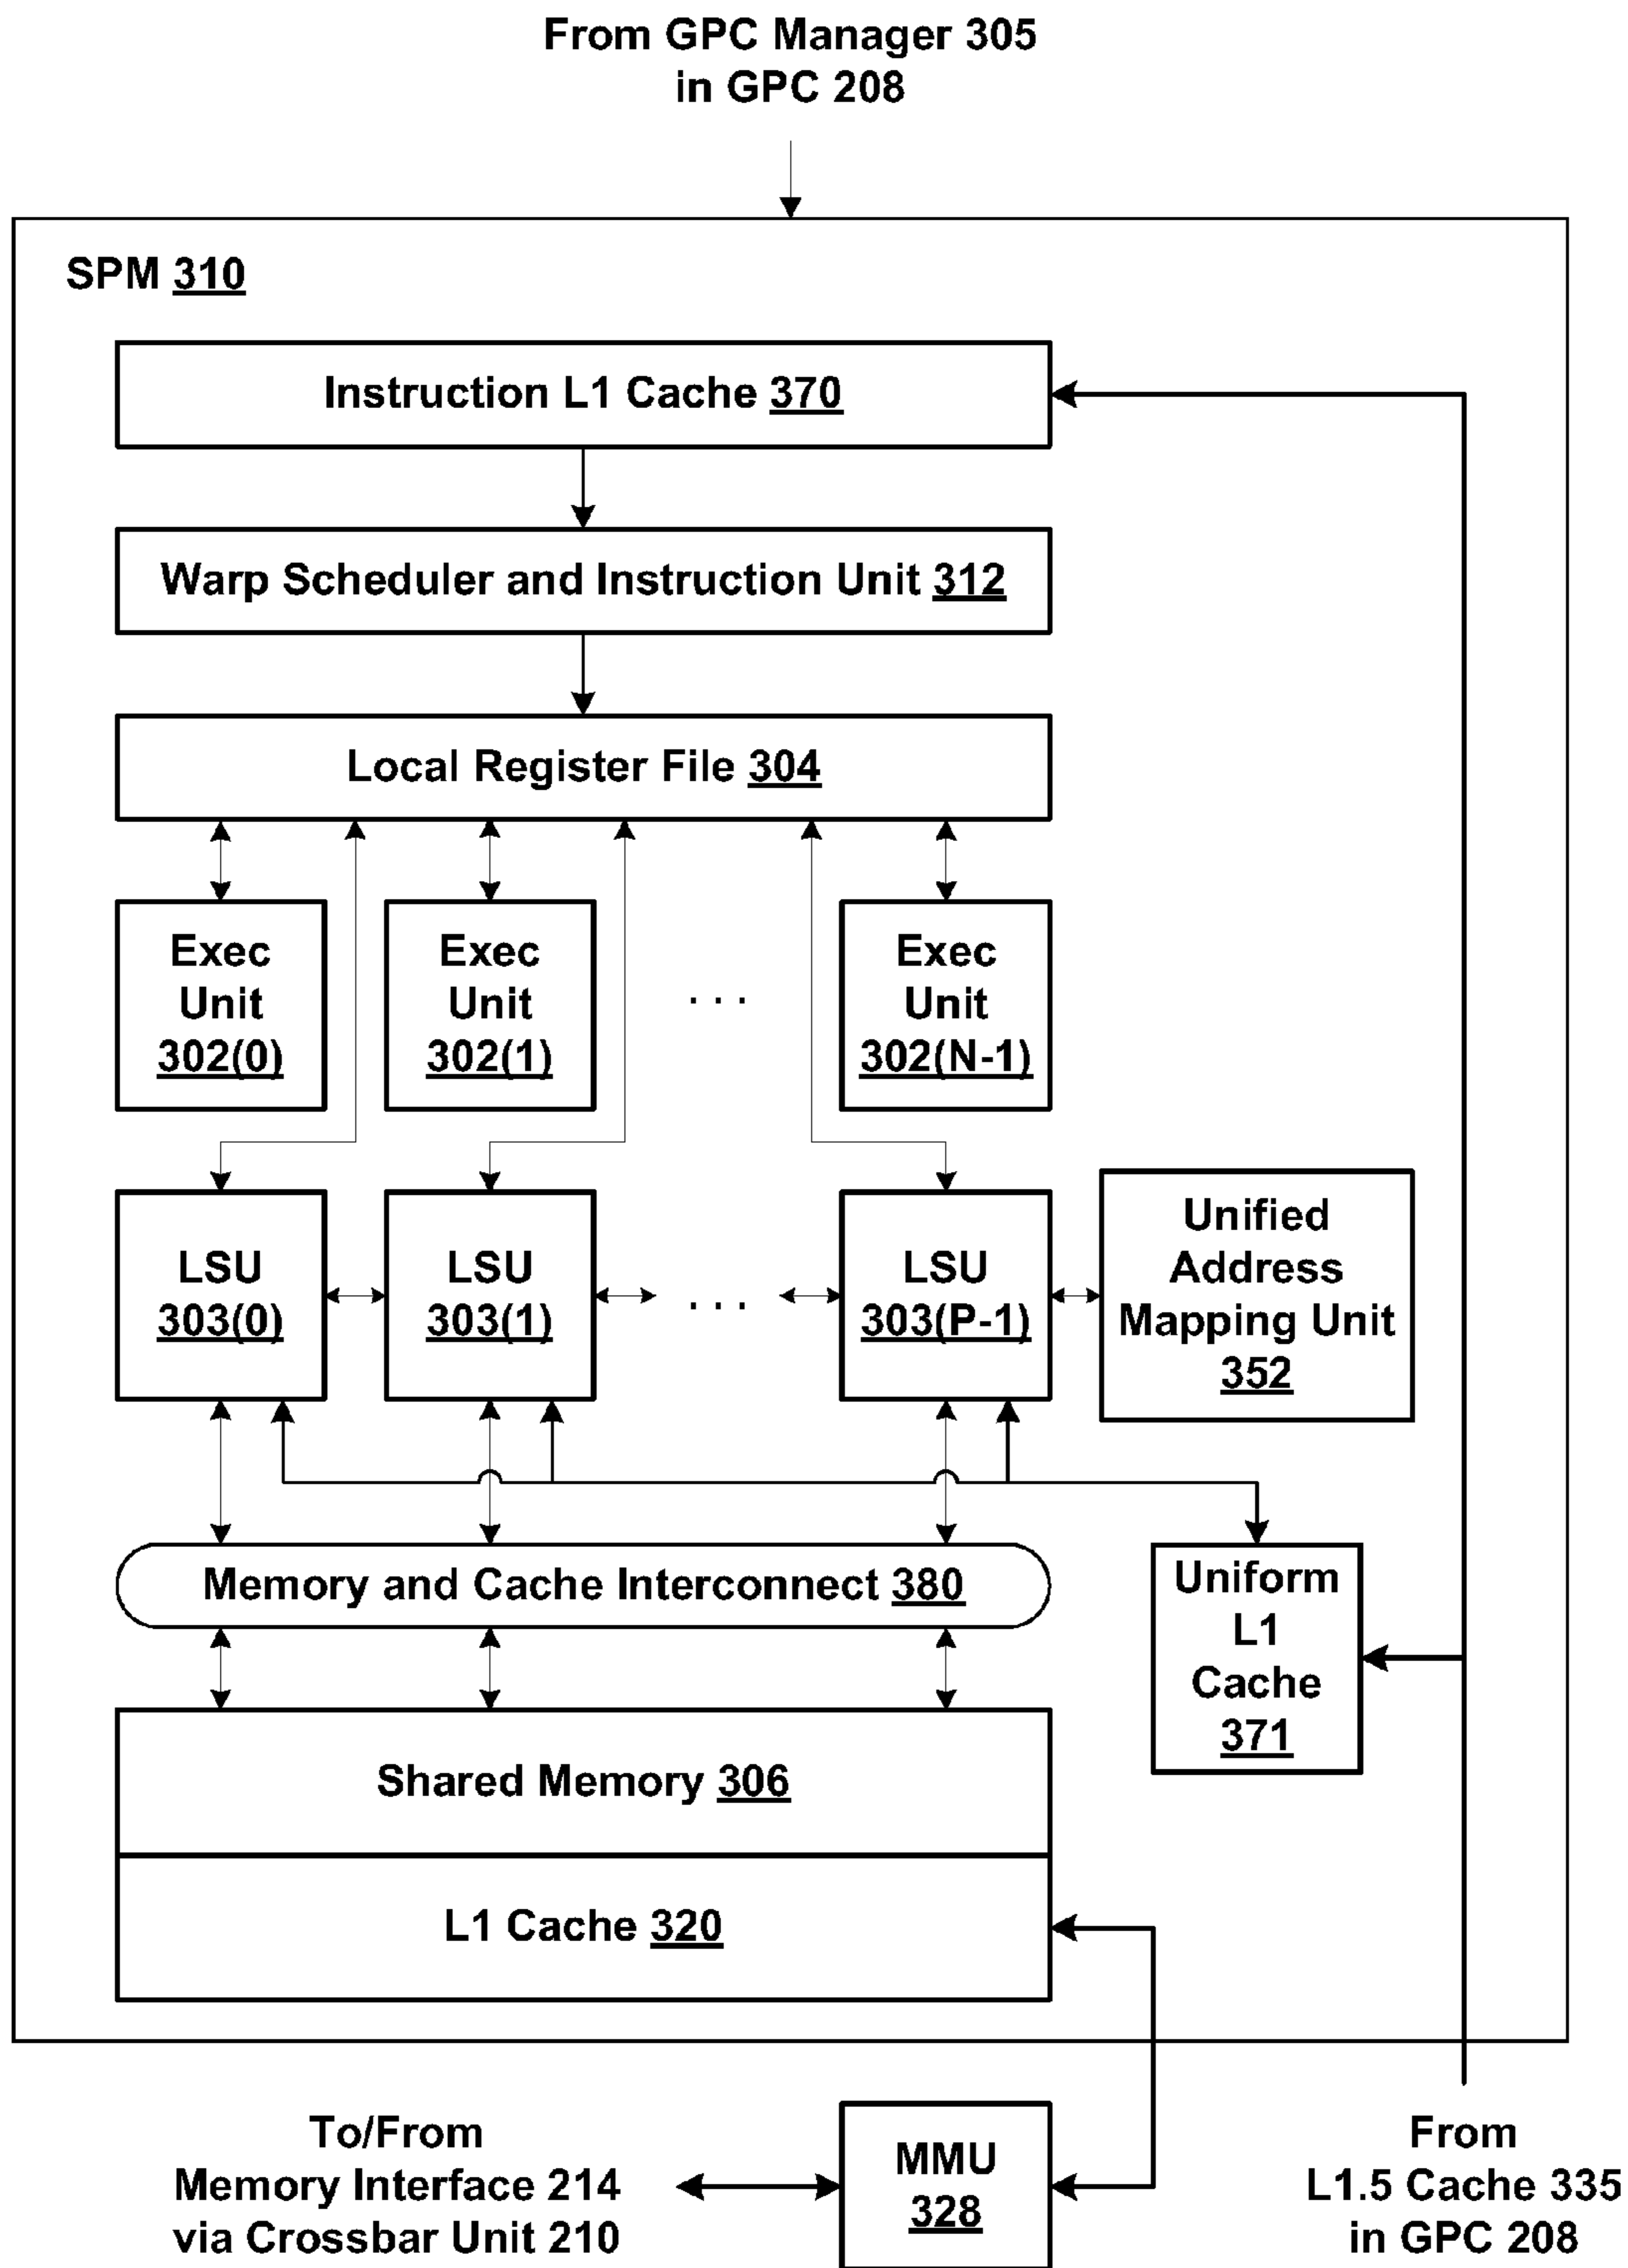 From GPC Manager 305
in GPC 208
SPM 310
Instruction L1 Cache 370
Warp Scheduler and Instruction Unit 312
Local Register File 304
Exec
Unit
302(0)
Exec
Unit
302(1)
. . .
Exec
Unit
302(N-1)
LSU
303(0)
LSU
303(1)
. . .
LSU
303(P-1)
Unified
Address
Mapping Unit
352
Memory and Cache Interconnect 380
Uniform
L1
Cache
371
Shared Memory 306
L1 Cache 320
To/From
Memory Interface 214
via Crossbar Unit 210
MMU
328
From
L1.5 Cache 335
in GPC 208